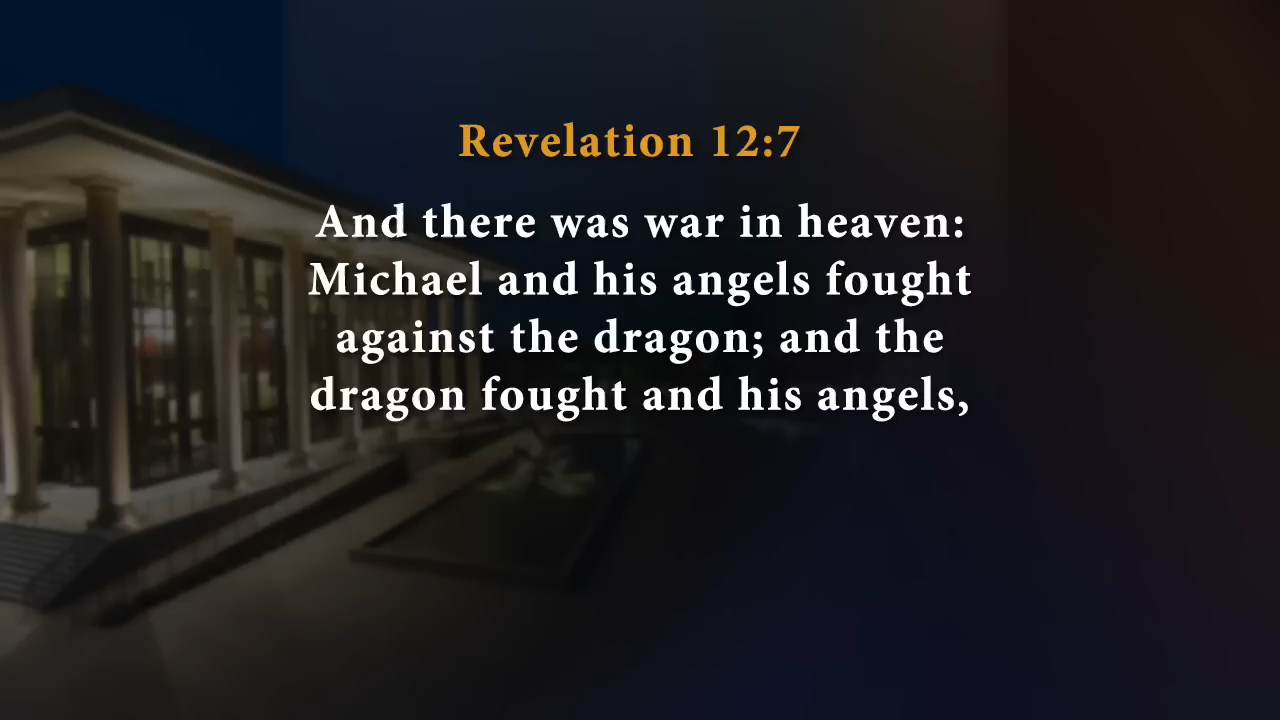 Revelation 12:7
And there was war in heaven:
Michael and his angels fought
against the dragon; and the
dragon fought and his angels,